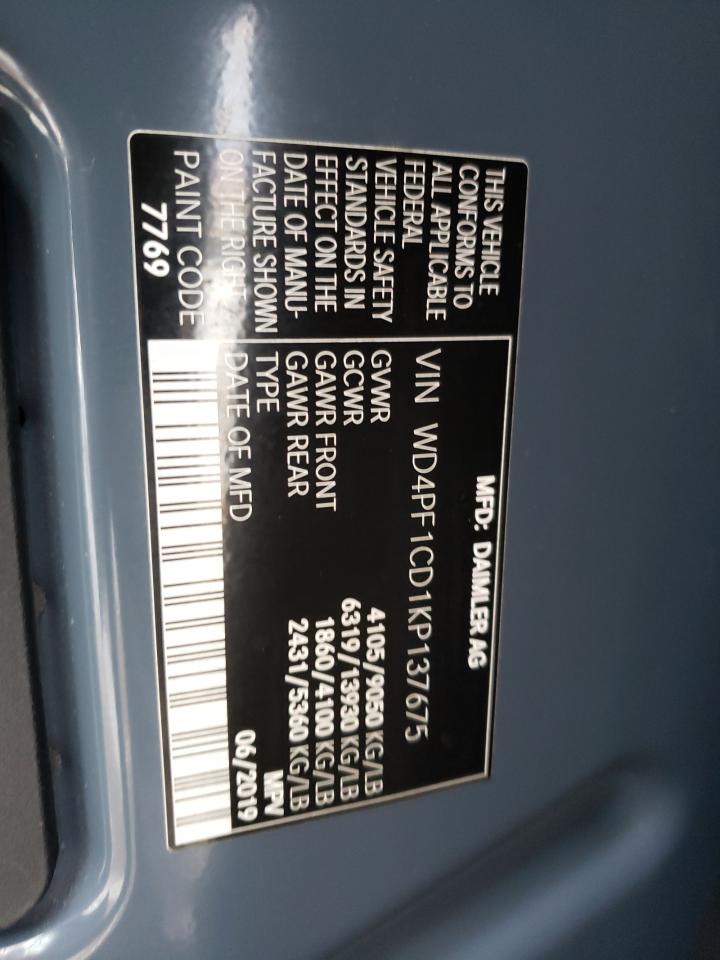 MFD: DAIMLER AG
THIS VEHICLE
CONFORMS TO
ALL APPLICABLE
FEDERAL
VEHICLE SAFETY
STANDARDS IN
EFFECT ON THE
DATE OF MANU-
FACTURE SHOWN
ON THE RIGHT
PAINT CODE
7769
VIN WD4PF1CD1KP137675
GVWR 4105/9050 KG/LB
GCWR 6319/13930 KG/LB
GAWR FRONT 1860/4100 KG/LB
GAWR REAR 2431/5360 KG/LB
TYPE MPV
DATE OF MFD 06/2019